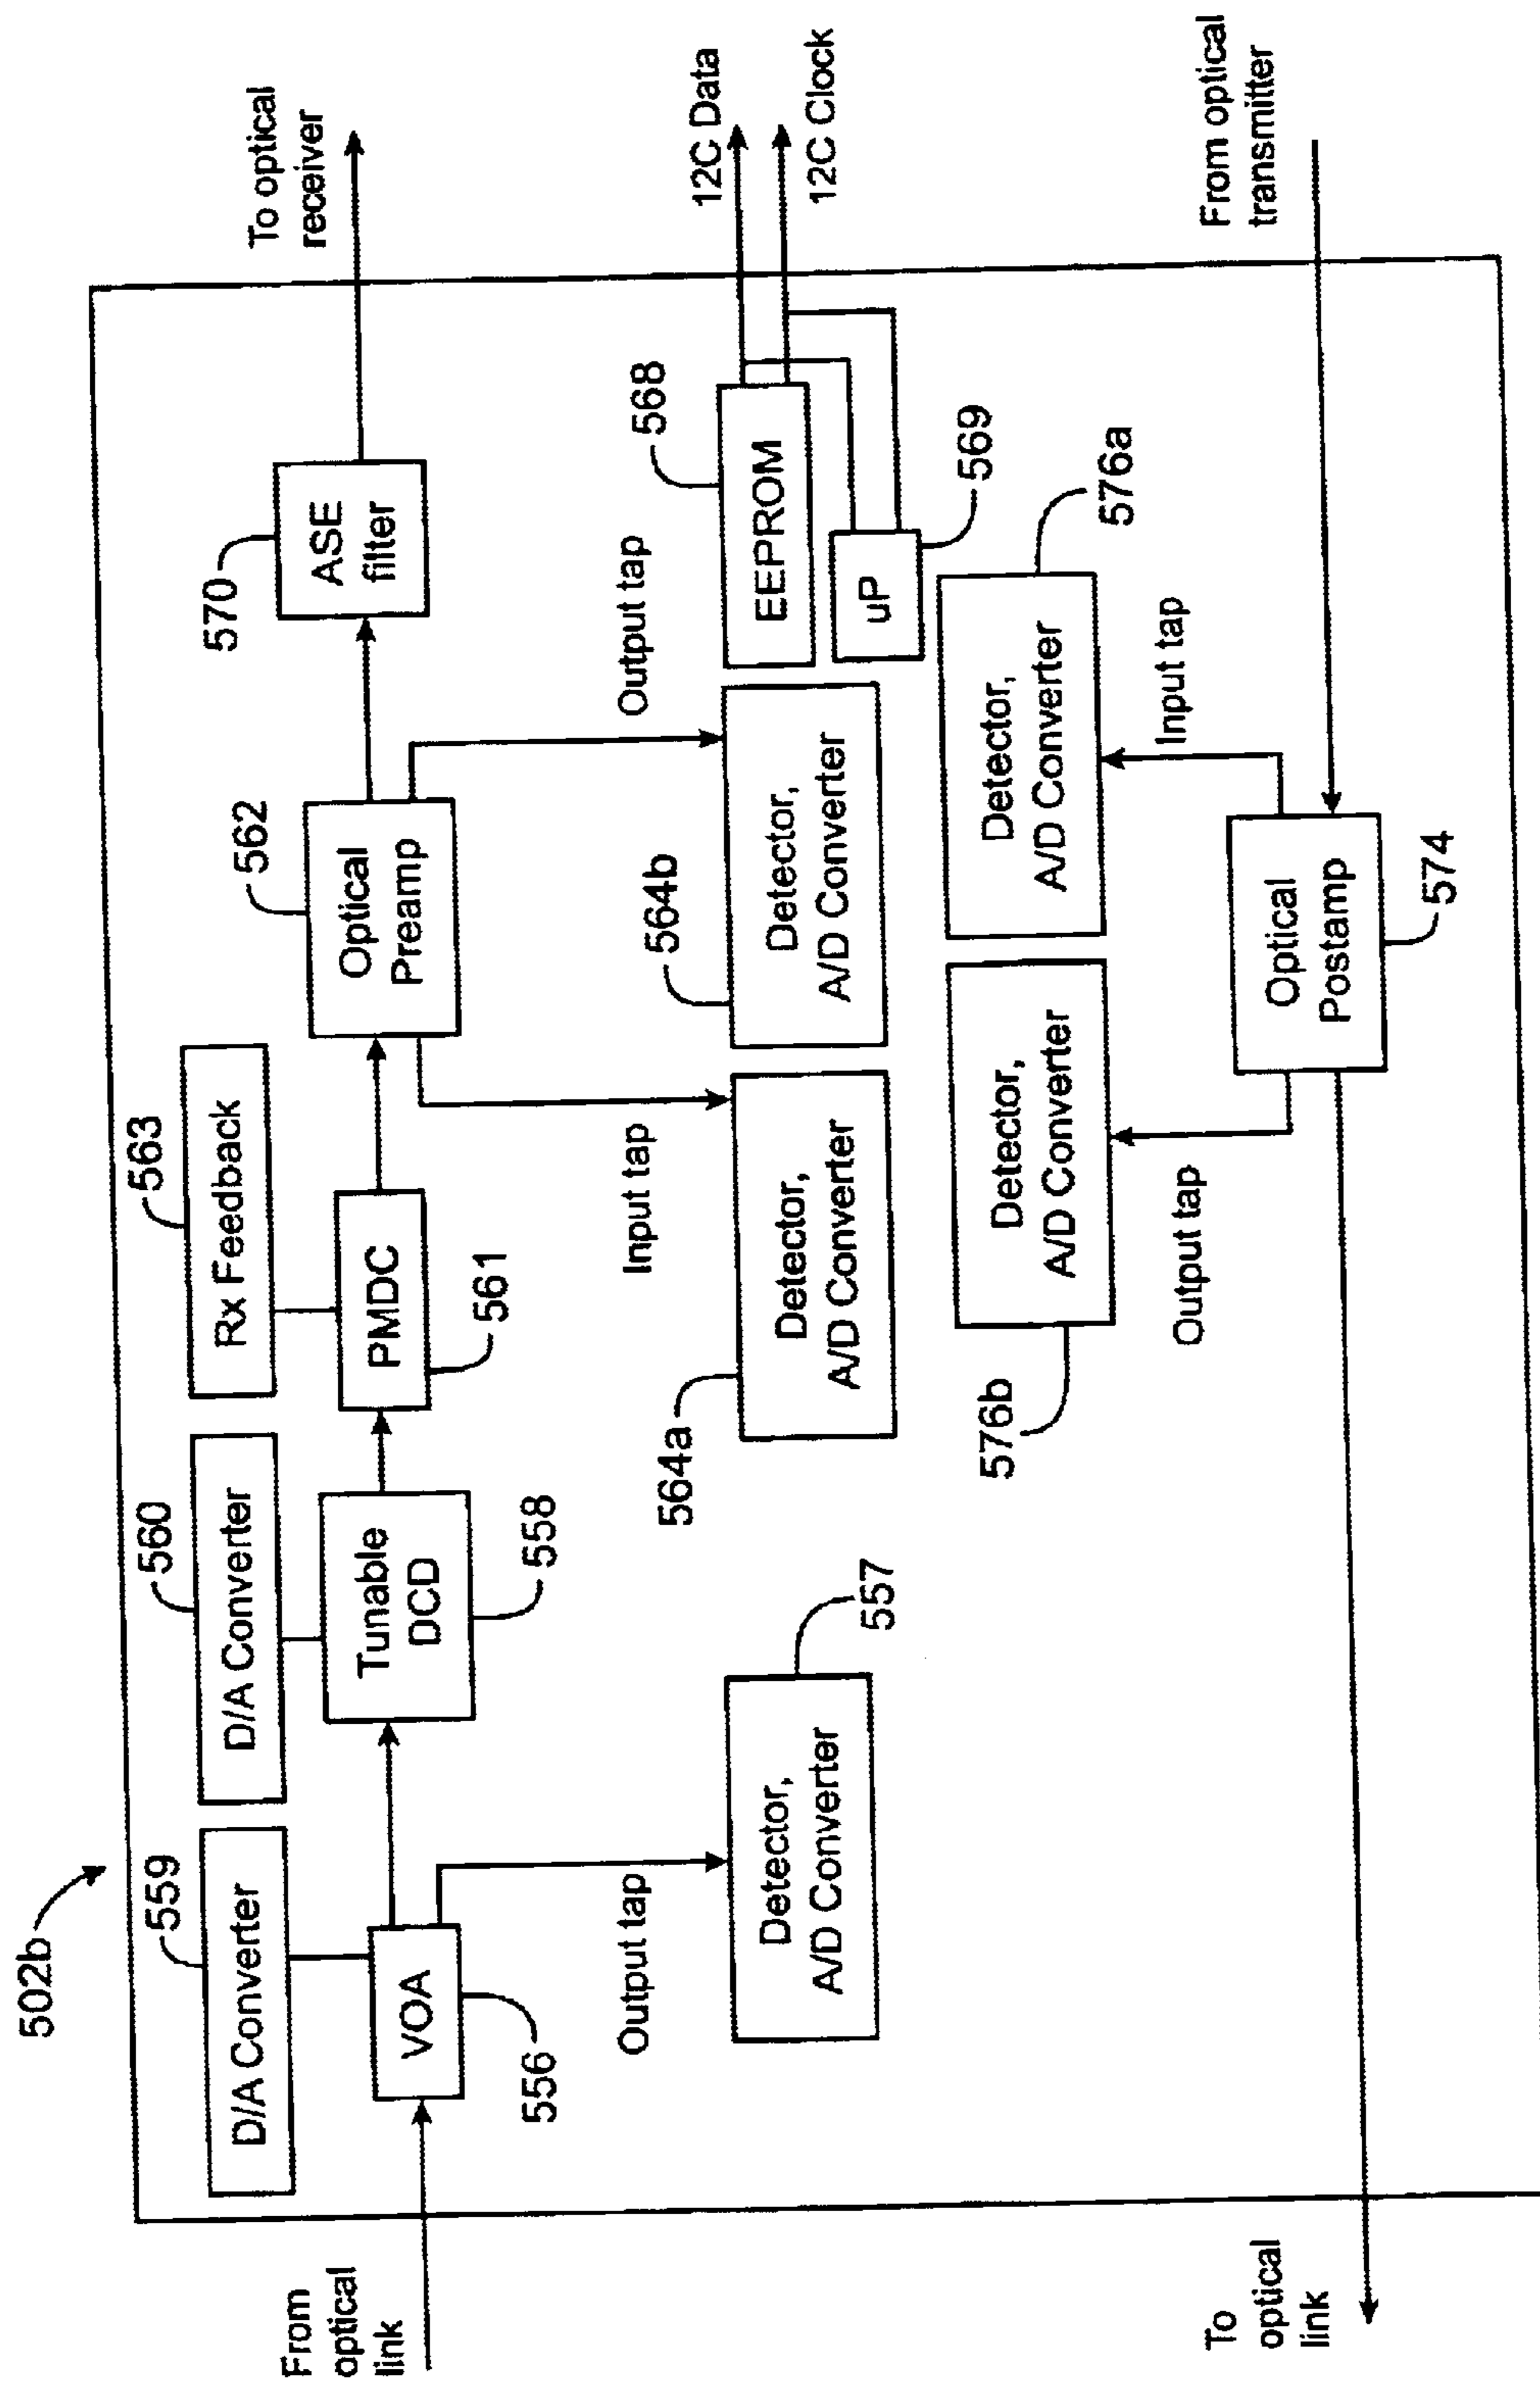 502b
559
D/A Converter
560
D/A Converter
563
Rx Feedback
562
570
To optical
receiver
From
optical
link
VOA
556
Tunable
DCD
558
PMDC
561
Optical
Preamp
ASE
filter
Output tap
Input tap
Output tap
568
12C Data
12C Clock
Detector,
A/D Converter
557
564a
Detector,
A/D Converter
564b
Detector,
A/D Converter
EEPROM
uP
569
576b
Detector,
A/D Converter
Detector,
A/D Converter
576a
Output tap
Input tap
From optical
transmitter
To
optical
link
Optical
Postamp
574